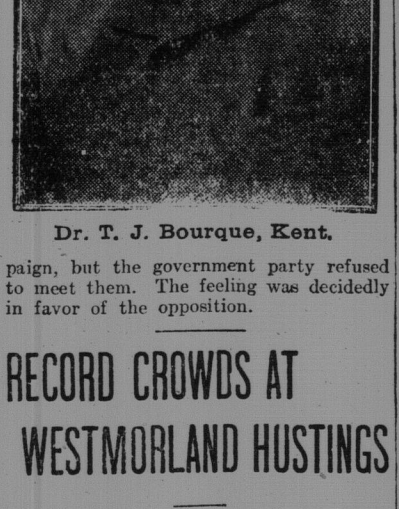 Dr. T. J. Bourque, Kent.
paign, but the government party refused
to meet them. The feeling was decidedly
in favor of the opposition.
RECORD CROWDS AT
WESTMORLAND HUSTINGS